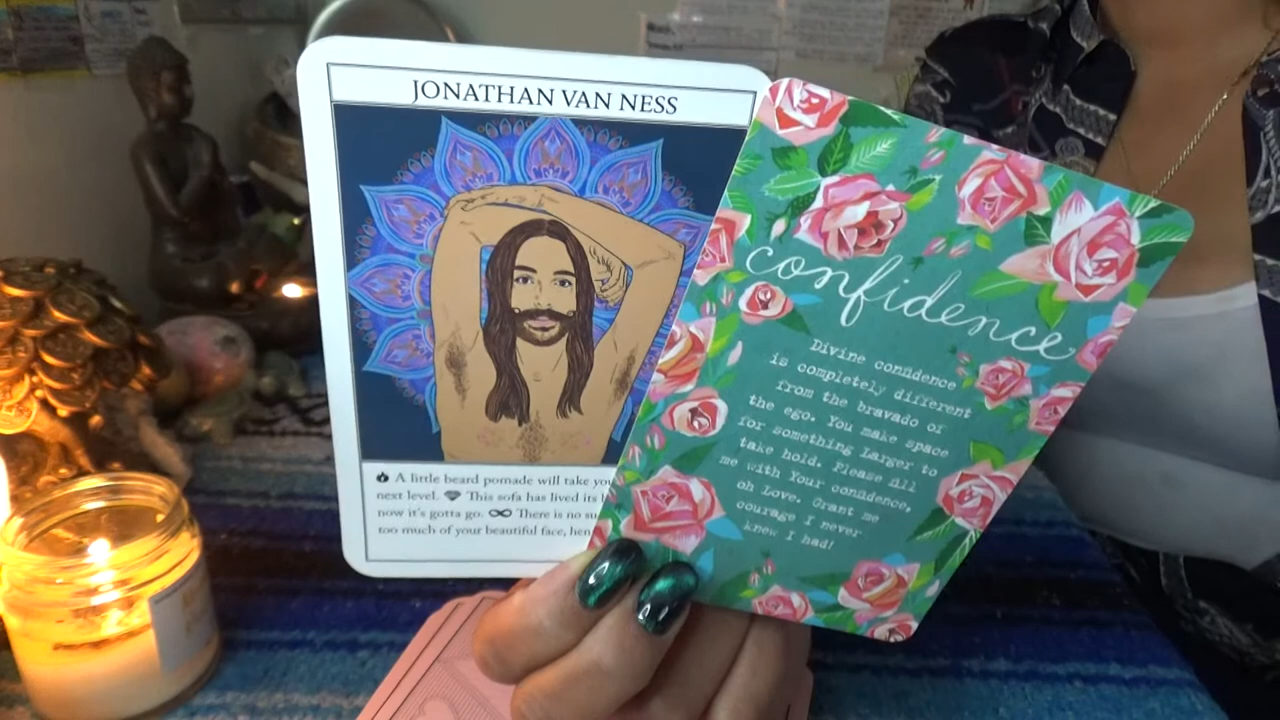 JONATHAN VAN NESS
A little beard pomade will take you
next level. This sofa has lived its
now it's gotta go. There is no
too much of your beautiful face,
confidence
Divine confidence
is completely different
from the bravado of
the ego. You make space
for something Larger to
take hold. Please fill
me with Your confidence,
oh Love. Grant me
courage I never
knew I had!